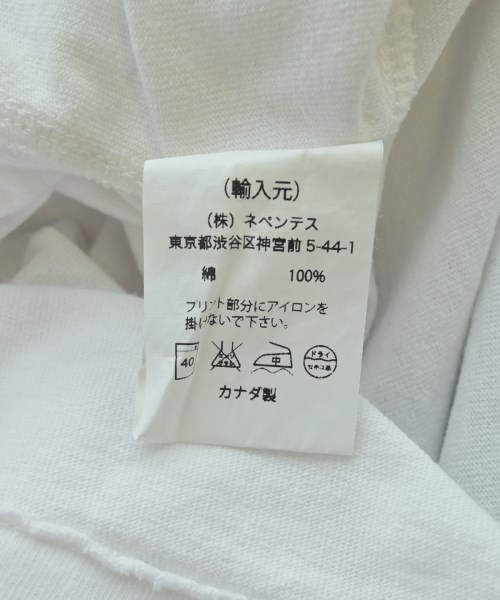 (輸入元)
(株) ネペンテス
東京都渋谷区神宮前 5-44-1
綿 100%
プリント部分にアイロンを
掛けないで下さい。
40 中 ドライ
セキユ系
カナダ製